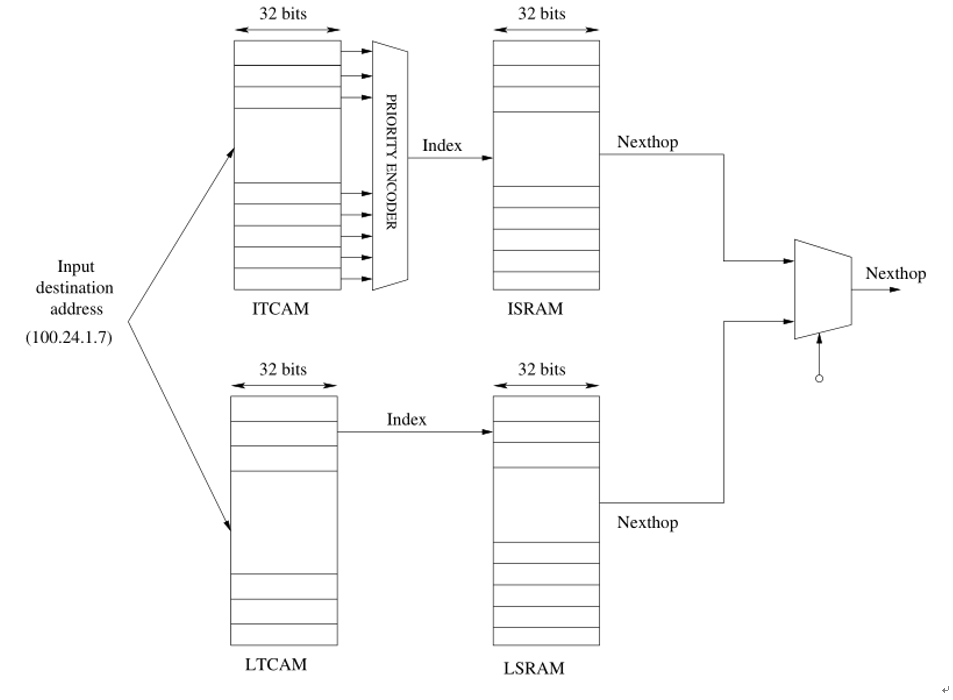 32 bits
32 bits
PRIORITY ENCODER
Index
Nexthop
Input
destination
address
(100.24.1.7)
Nexthop
ITCAM
ISRAM
32 bits
32 bits
Index
Nexthop
LTCAM
LSRAM